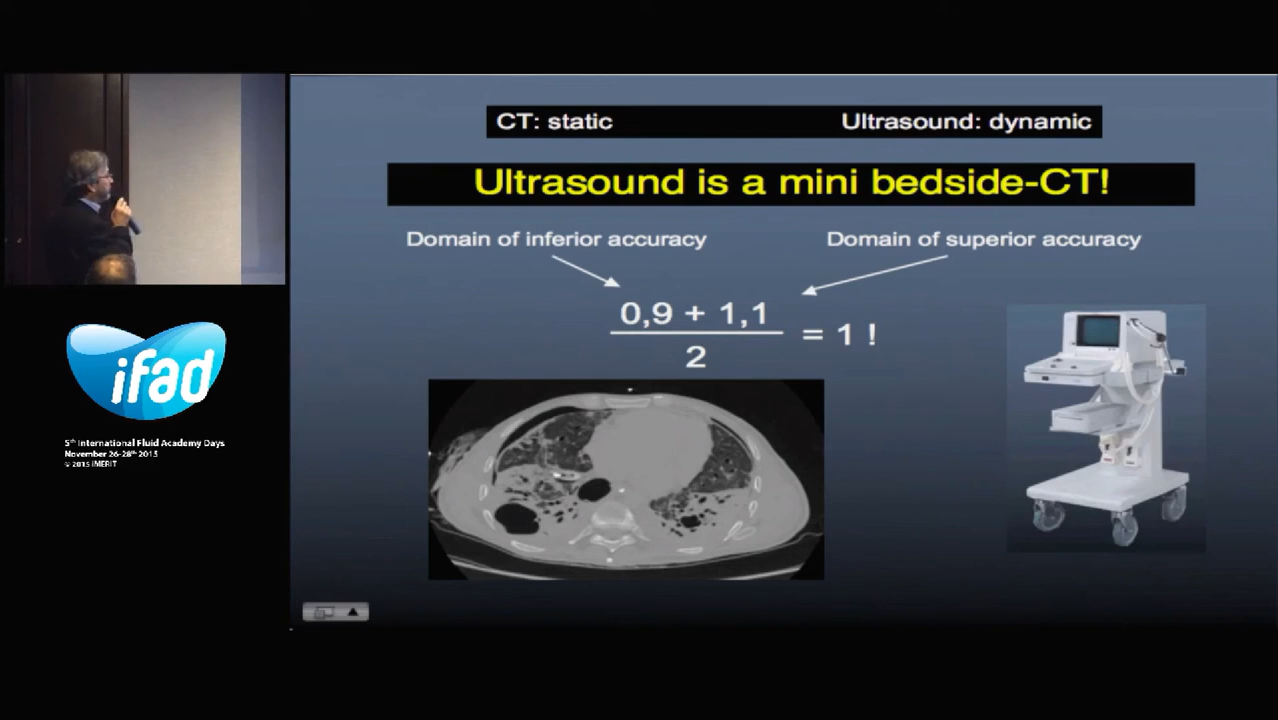 CT: static Ultrasound: dynamic
Ultrasound is a mini bedside-CT!
Domain of inferior accuracy Domain of superior accuracy
0,9 + 1,1
2
= 1 !
ifad
5th International Fluid Academy Days
November 26-28th 2015
© 2015 iMERiT